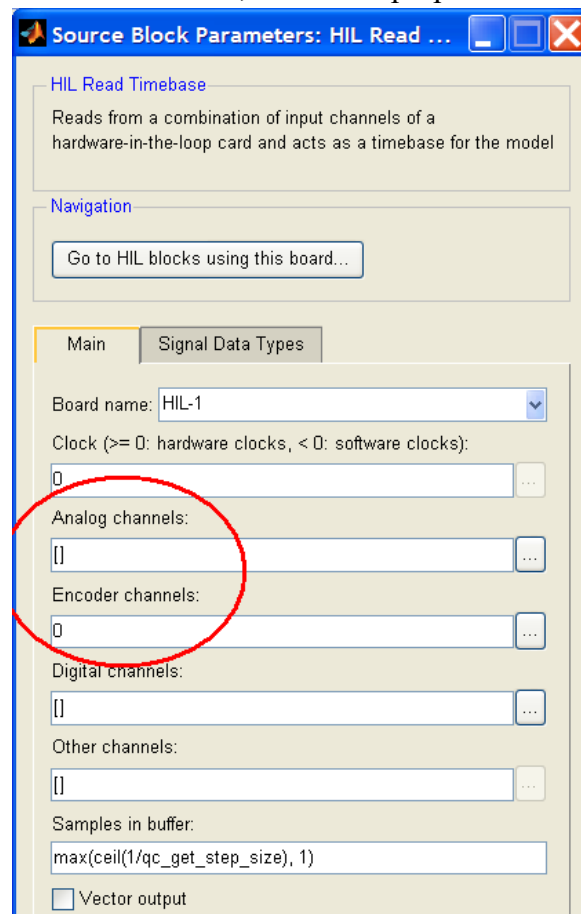 Source Block Parameters: HIL Read ...
HIL Read Timebase
Reads from a combination of input channels of a
hardware-in-the-loop card and acts as a timebase for the model
Navigation
Go to HIL blocks using this board...
Main
Signal Data Types
Board name: HIL-1
Clock (>= 0: hardware clocks, < 0: software clocks):
0
...
Analog channels:
[]
...
Encoder channels:
0
...
Digital channels:
[]
...
Other channels:
[]
...
Samples in buffer:
max(ceil(1/qc_get_step_size), 1)
Vector output